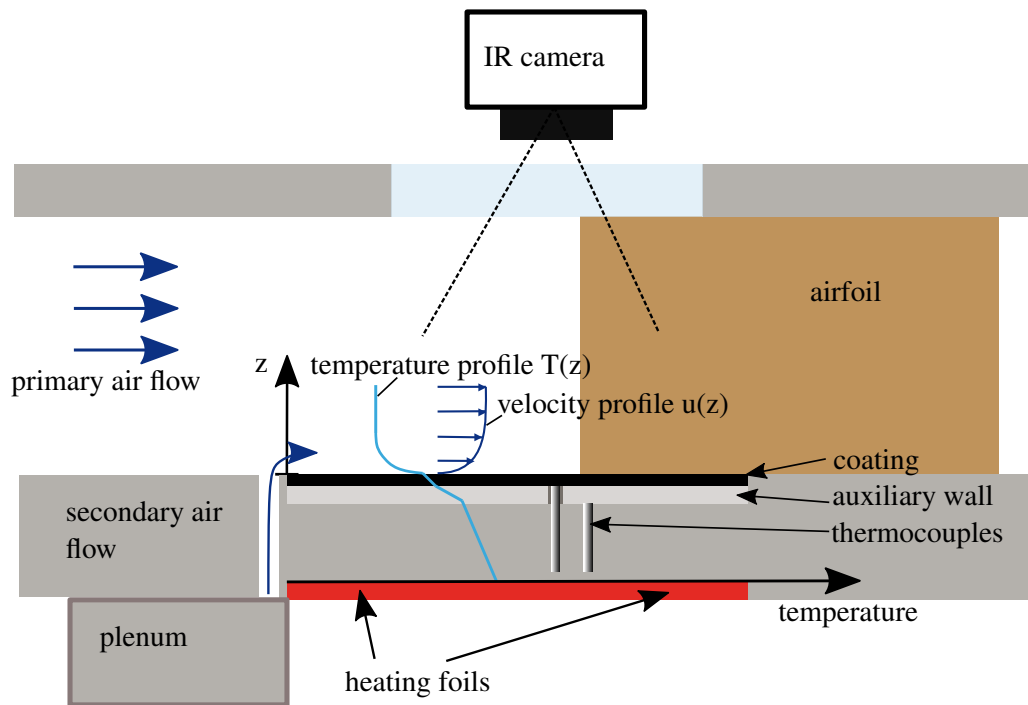 IR camera
airfoil
z
temperature profile T(z)
primary air flow
velocity profile u(z)
coating
auxiliary wall
secondary air
flow
thermocouples
temperature
plenum
heating foils